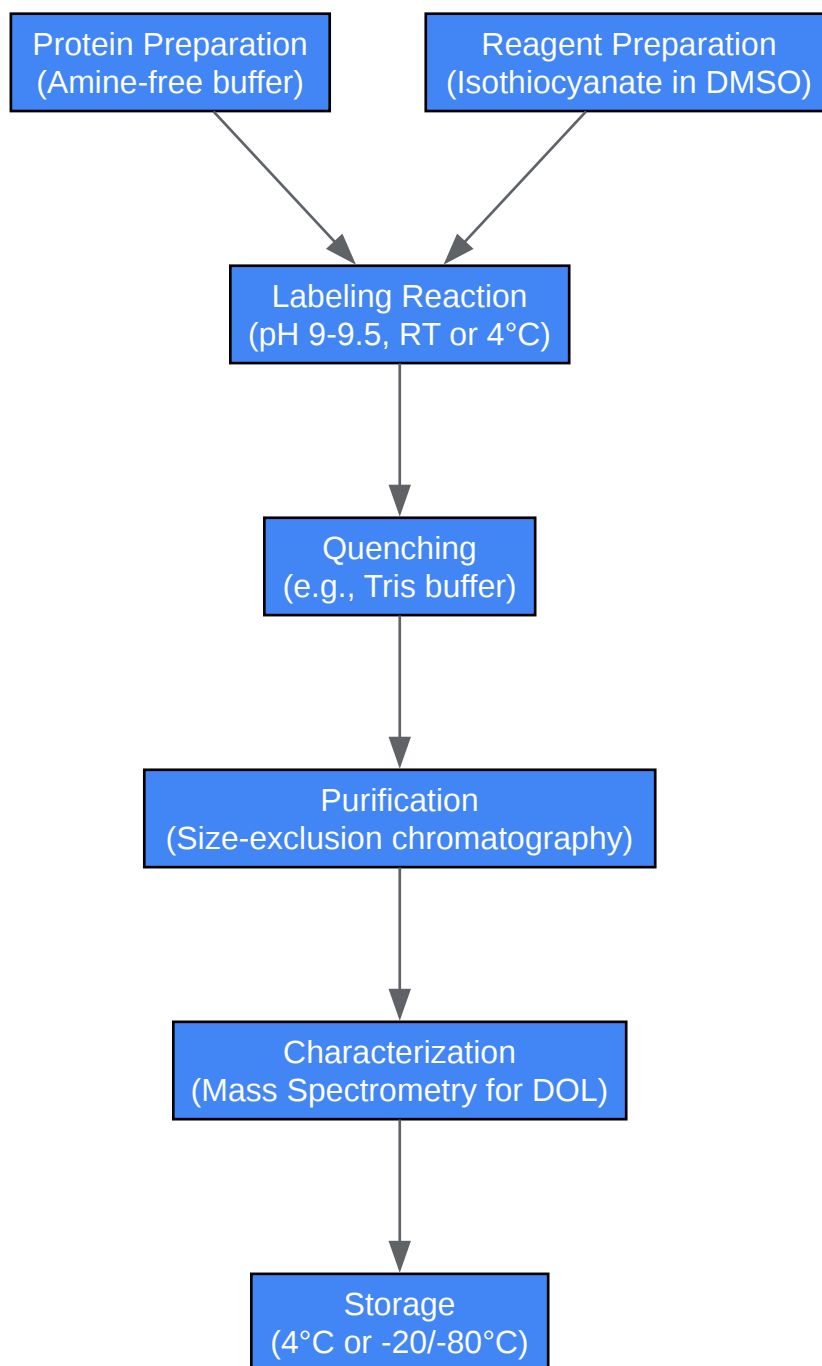 Protein Preparation
(Amine-free buffer)
Reagent Preparation
(Isothiocyanate in DMSO)
Labeling Reaction
(pH 9-9.5, RT or 4°C)
Quenching
(e.g., Tris buffer)
Purification
(Size-exclusion chromatography)
Characterization
(Mass Spectrometry for DOL)
Storage
(4°C or -20/-80°C)